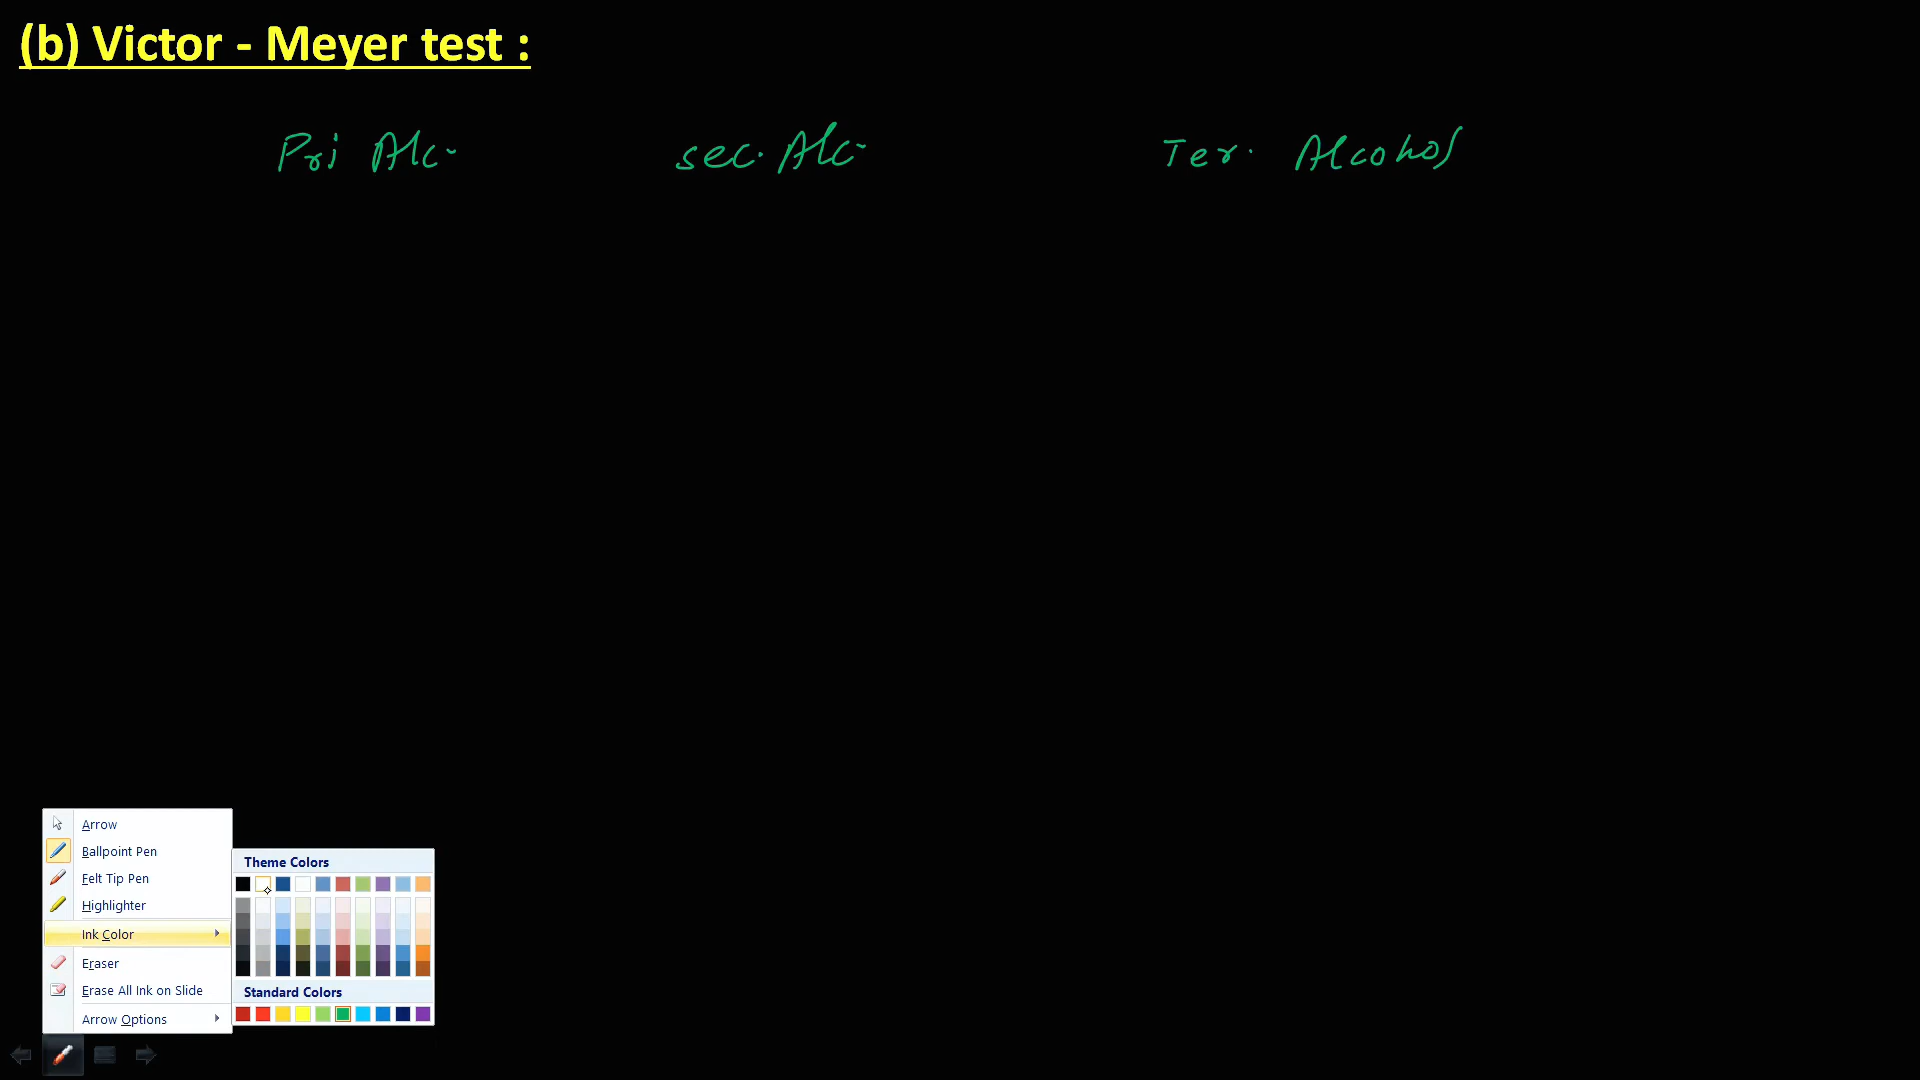 (b) Victor - Meyer test :
Pri Alc- sec. Alc- Ter. Alcohol
Arrow
Ballpoint Pen
Felt Tip Pen
Highlighter
Ink Color
Eraser
Erase All Ink on Slide
Arrow Options
Theme Colors
Standard Colors